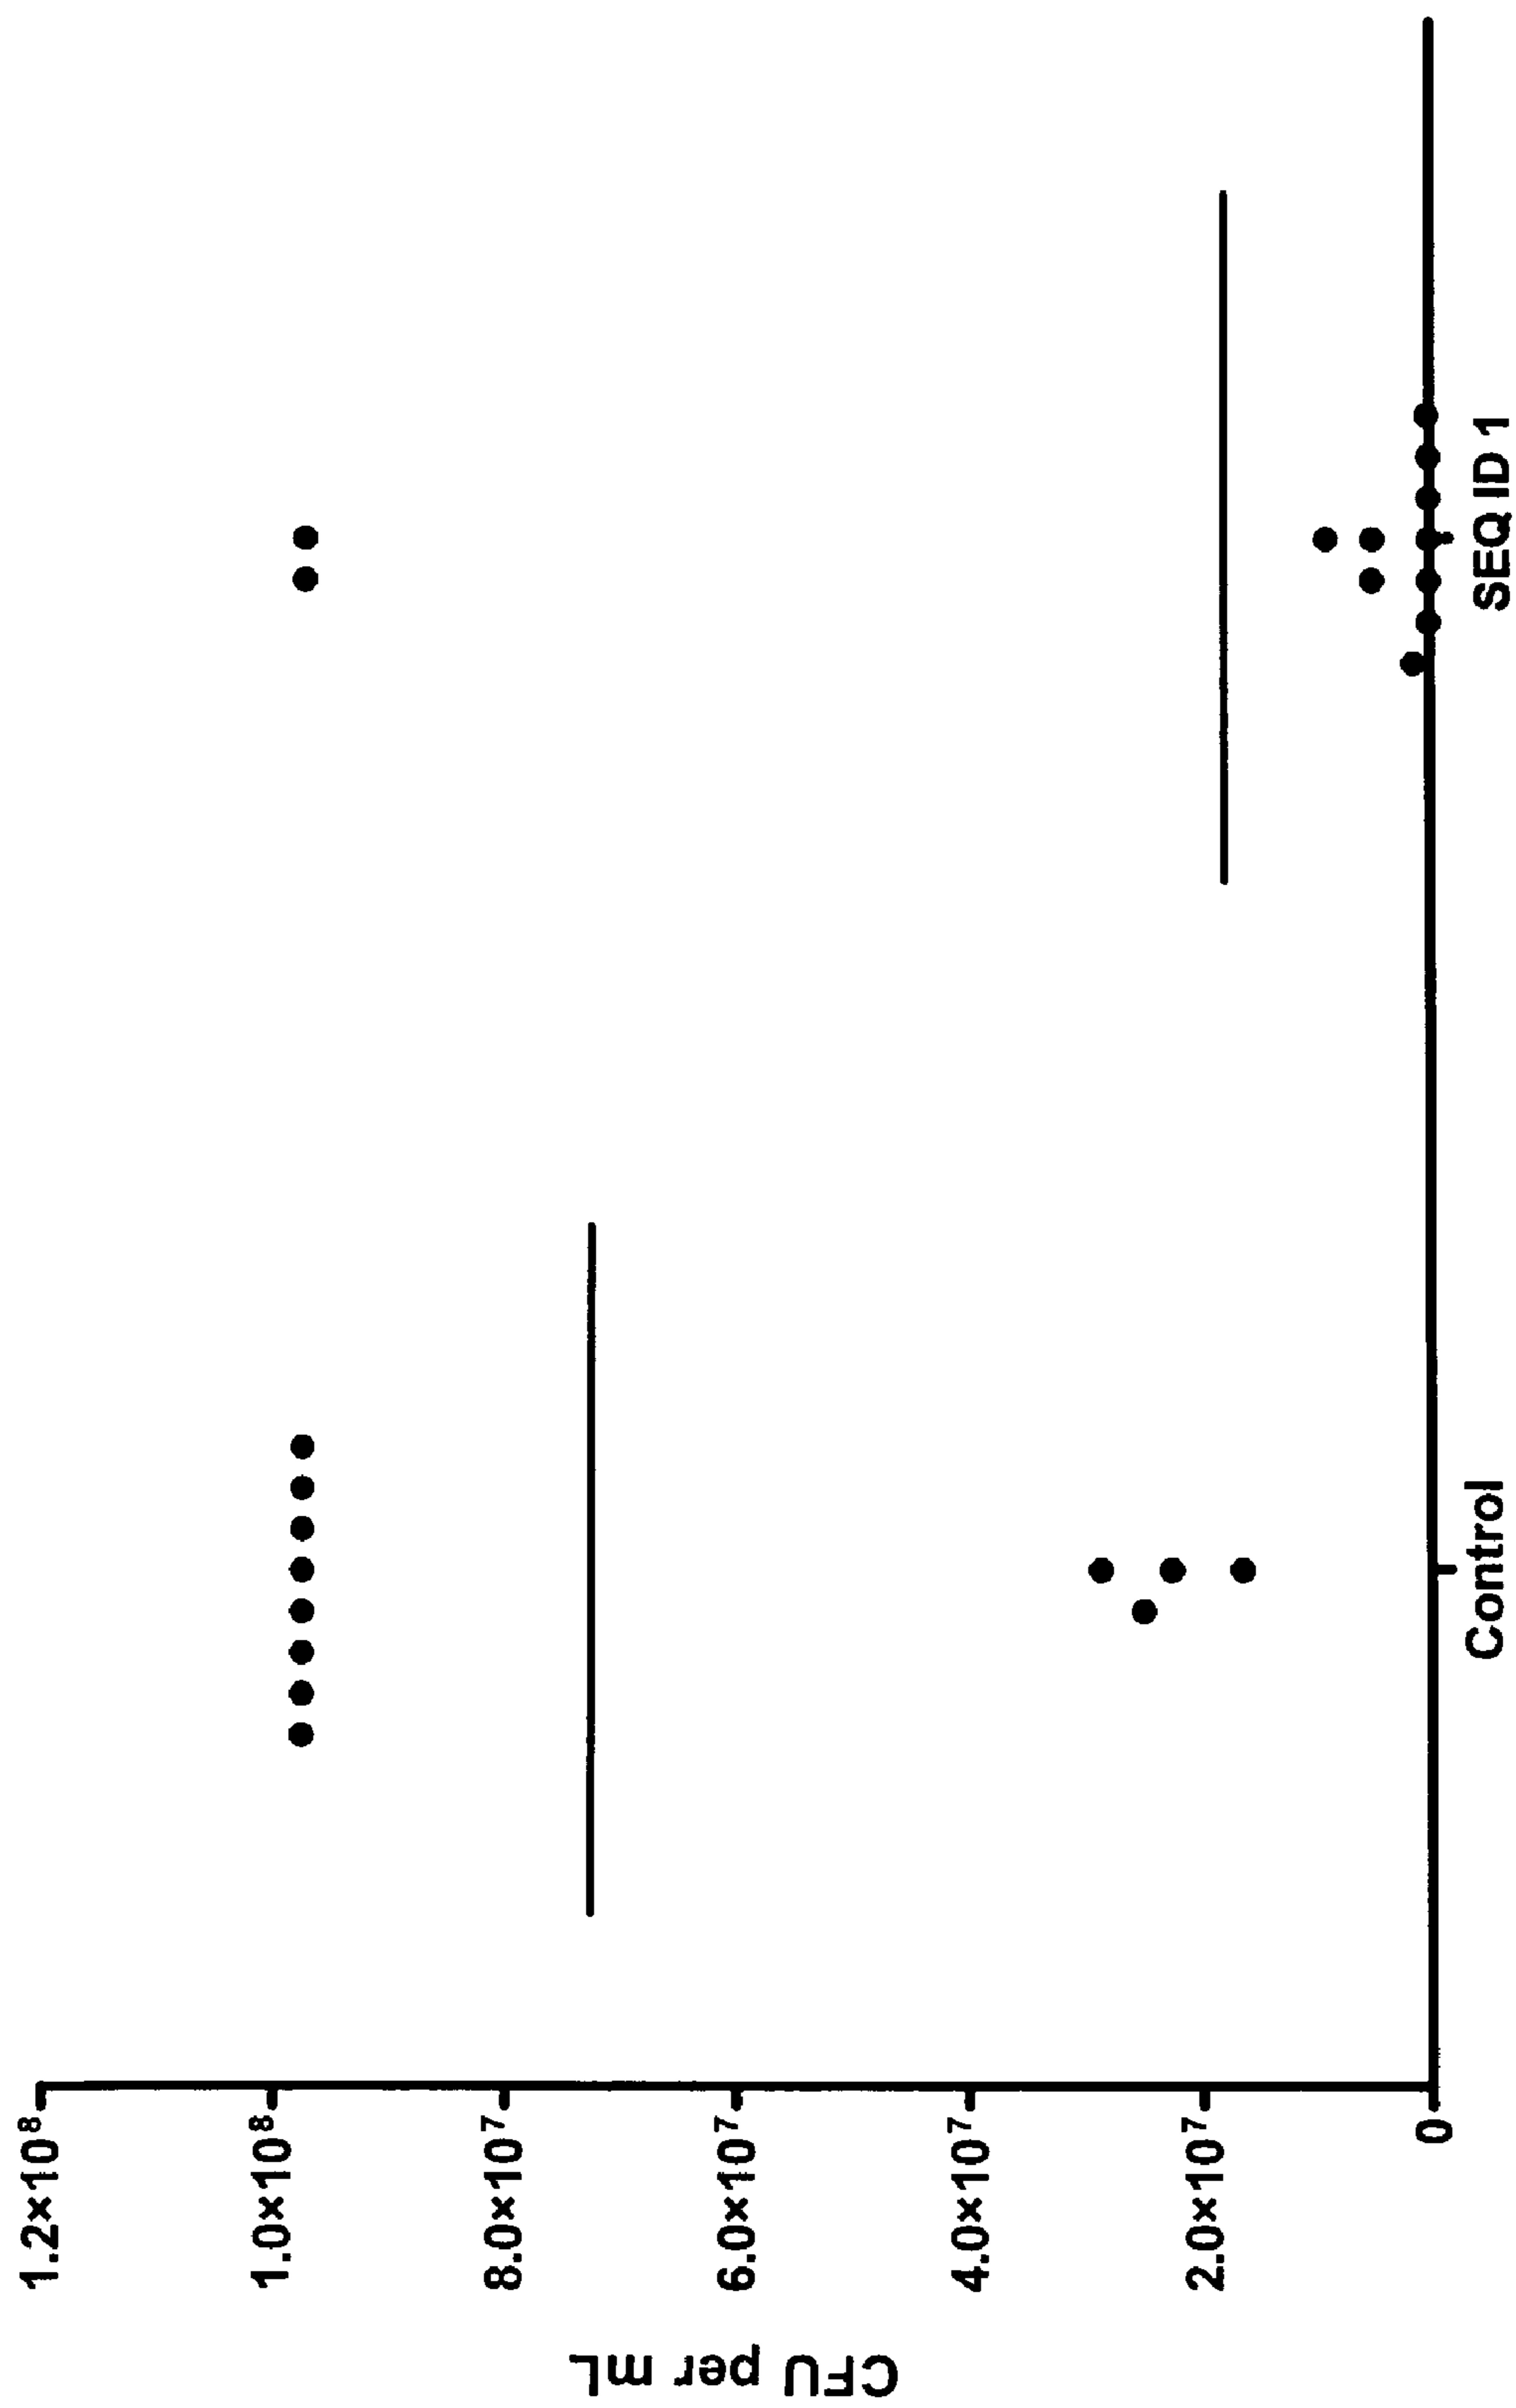 CFU per mL
1.2×10⁸
1.0×10⁸
8.0×10⁷
6.0×10⁷
4.0×10⁷
2.0×10⁷
0
Control
SEQ ID 1